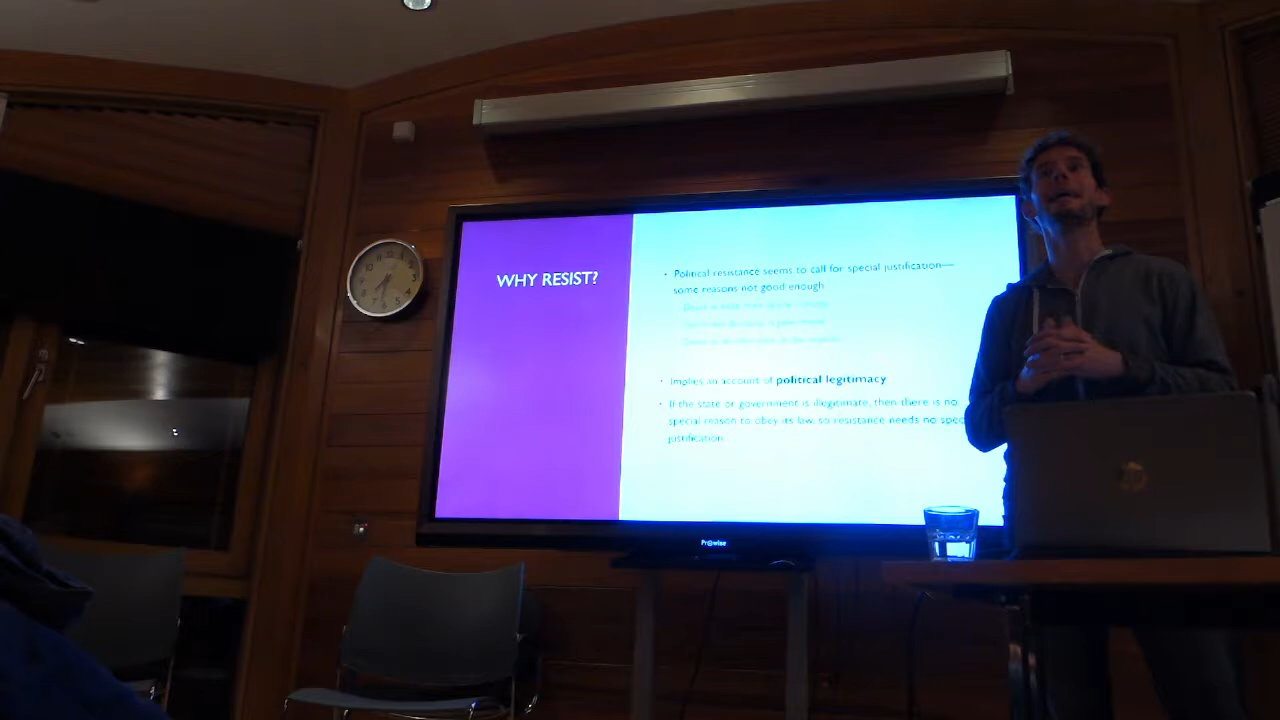 WHY RESIST?
Political resistance seems to call for special justification—
some reasons not good enough
Implies an account of political legitimacy
If the state or government is illegitimate, then there is no
special reason to obey its law, so resistance needs no
justification
Prowise
hp